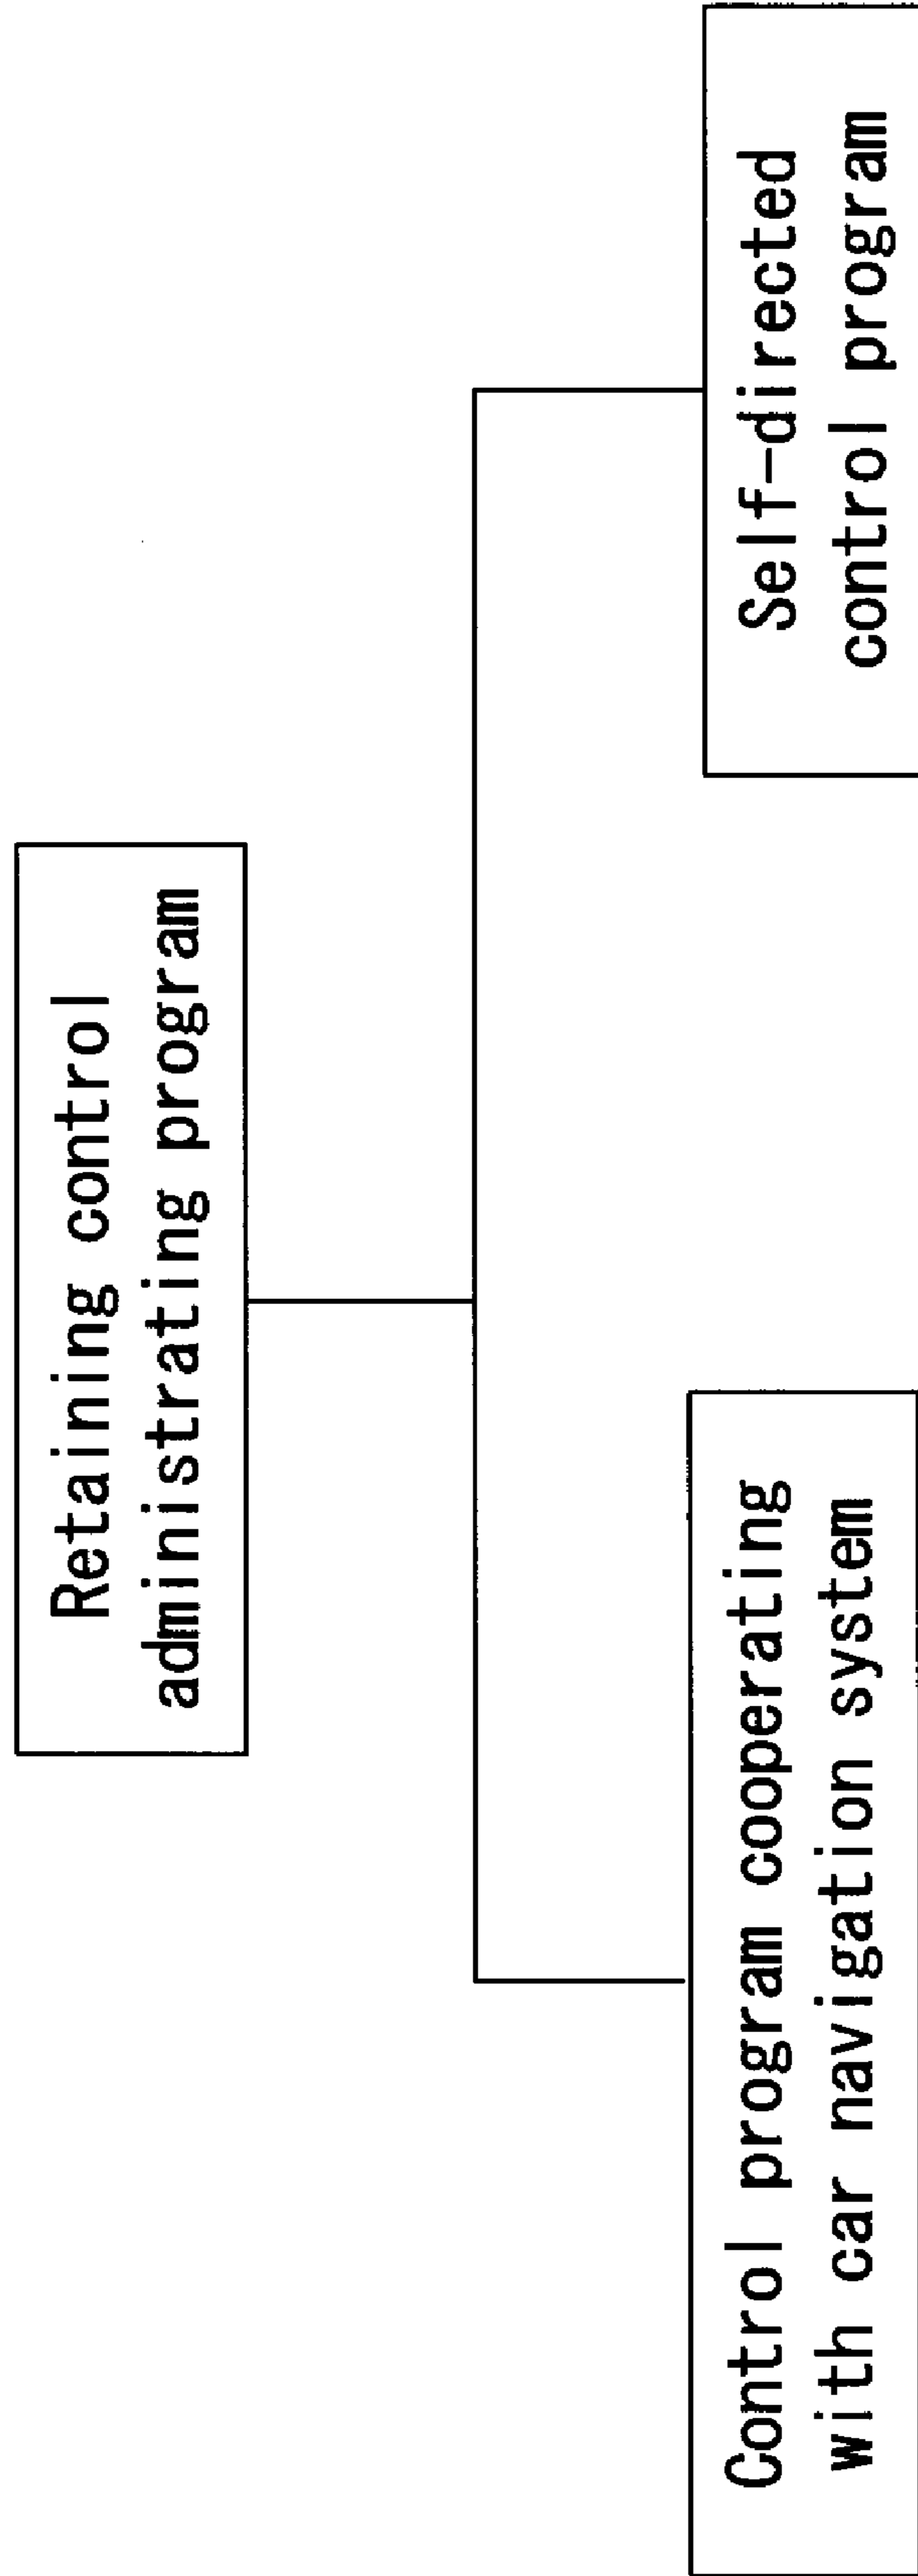 Retaining control
administrating program
Control program cooperating
with car navigation system
Self-directed
control program